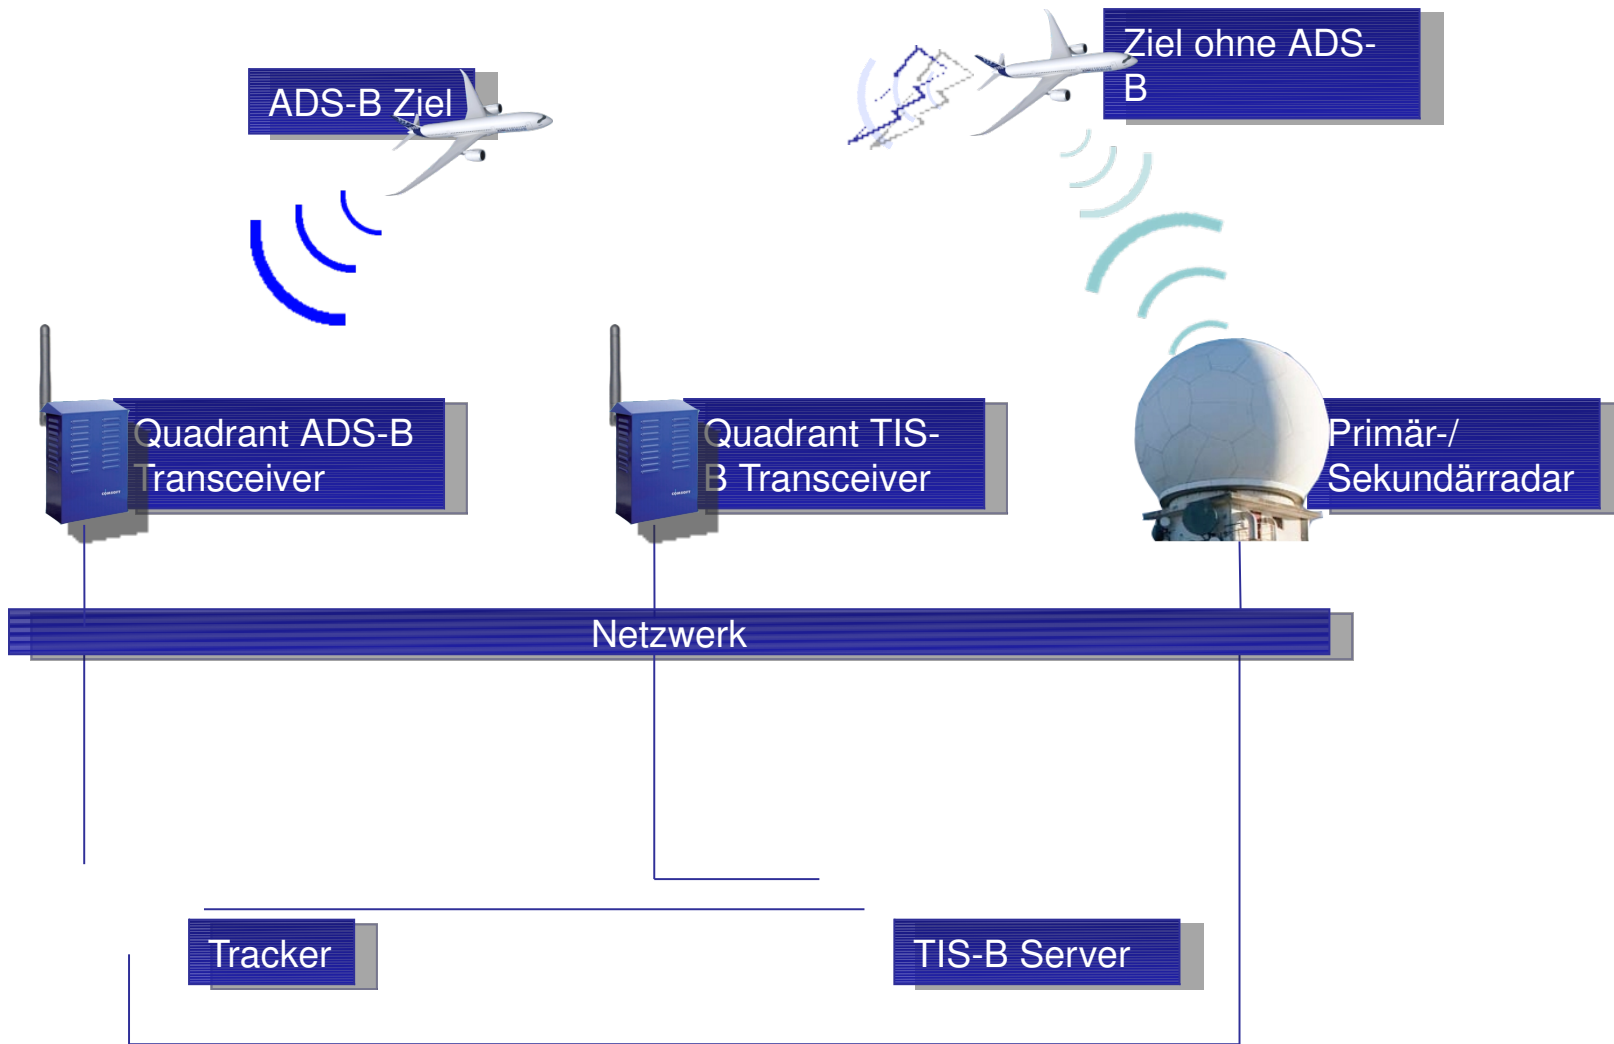 Ziel ohne ADS-
B
ADS-B Ziel
Quadrant ADS-B
Transceiver
Quadrant TIS-
B Transceiver
Primär-/
Sekundärradar
Netzwerk
Tracker
TIS-B Server